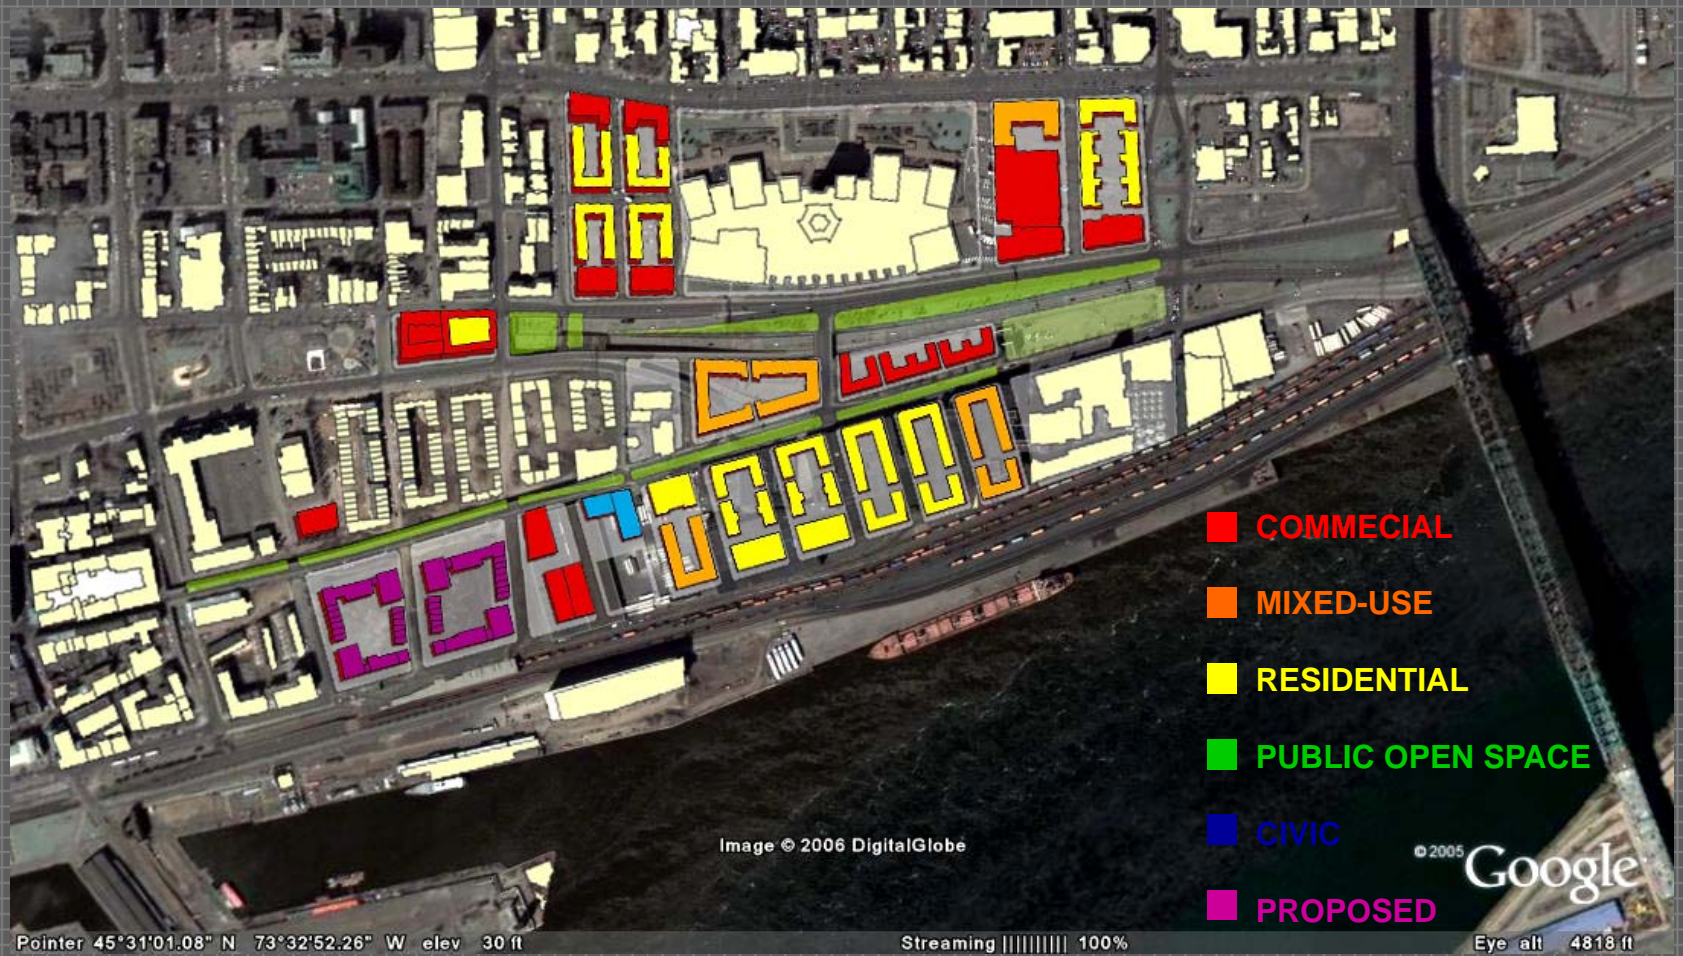 COMMECIAL
MIXED-USE
RESIDENTIAL
PUBLIC OPEN SPACE
CIVIC
PROPOSED
Image © 2006 DigitalGlobe
© 2005 Google
Pointer 45°31'01.08" N 73°32'52.26" W elev 30 ft Streaming |||||||||| 100% Eye alt 4818 ft